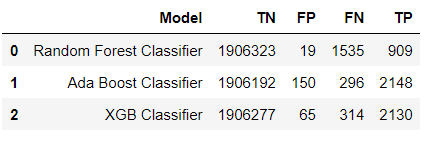 Model TN FP FN TP
0 Random Forest Classifier 1906323 19 1535 909
1 Ada Boost Classifier 1906192 150 296 2148
2 XGB Classifier 1906277 65 314 2130